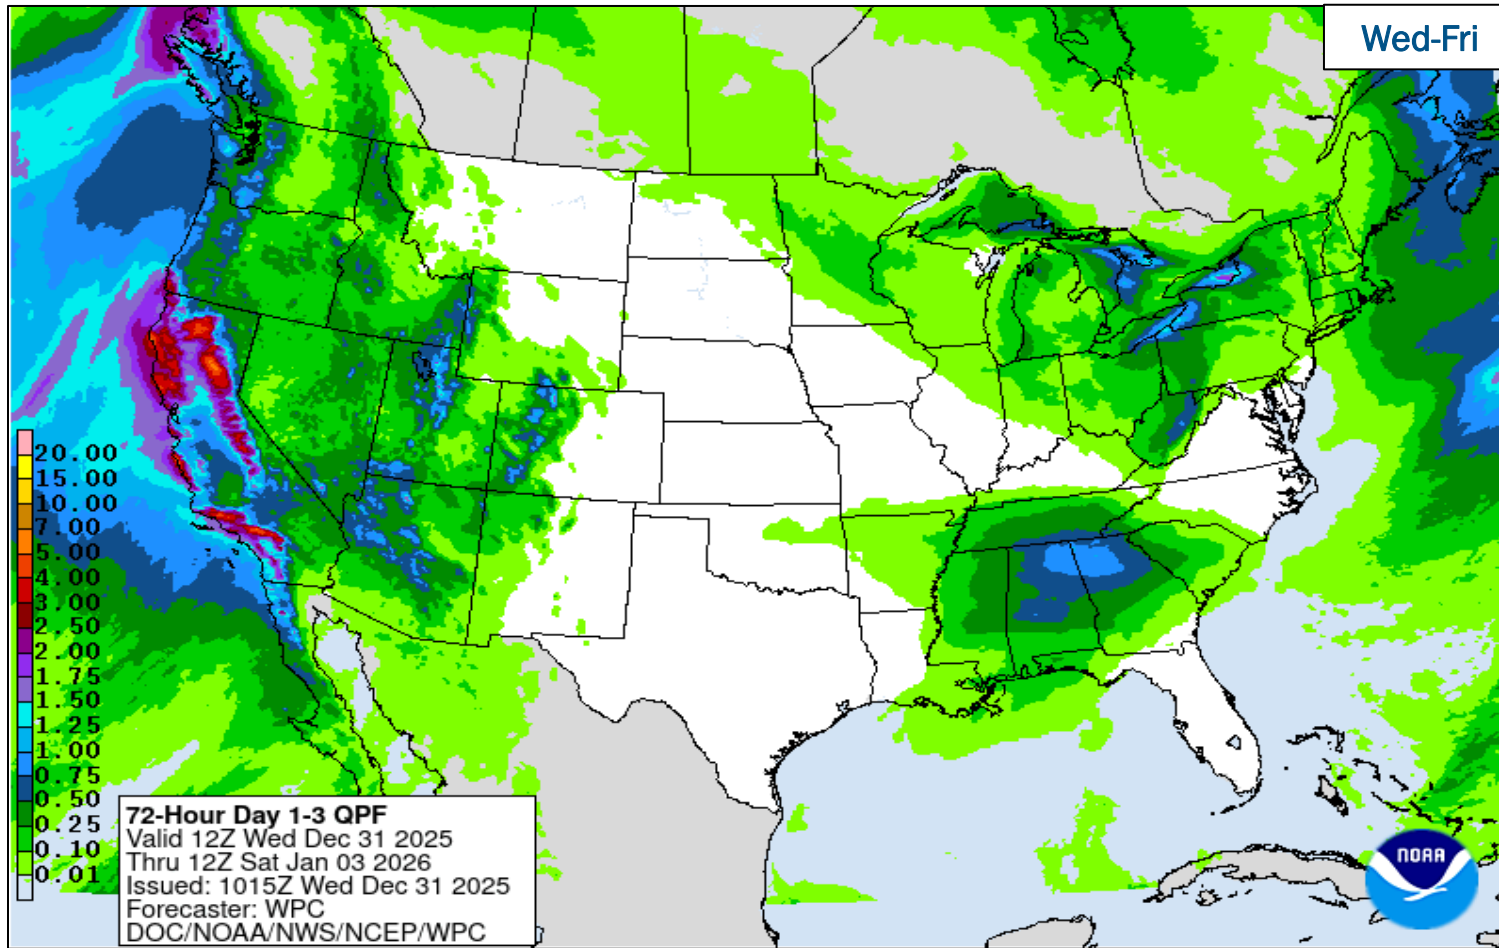 Wed-Fri
20.00
15.00
10.00
7.00
5.00
4.00
3.00
2.50
2.00
1.75
1.50
1.25
1.00
0.75
0.50
0.25
0.10
0.01
72-Hour Day 1-3 QPF
Valid 12Z Wed Dec 31 2025
Thru 12Z Sat Jan 03 2026
Issued: 1015Z Wed Dec 31 2025
Forecaster: WPC
DOC/NOAA/NWS/NCEP/WPC
NOAA